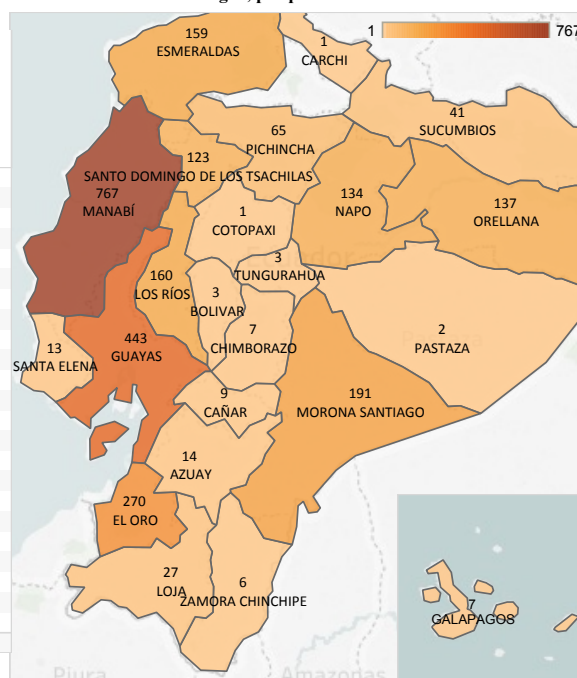 1
767
159
ESMERALDAS
1
CARCHI
41
SUCUMBIOS
65
PICHINCHA
123
SANTO DOMINGO DE LOS TSACHILAS
767
MANABÍ
134
NAPO
137
ORELLANA
1
COTOPAXI
3
TUNGURAHUA
160
LOS RÍOS
3
BOLIVAR
7
CHIMBORAZO
2
PASTAZA
13
SANTA ELENA
443
GUAYAS
9
CAÑAR
191
MORONA SANTIAGO
14
AZUAY
270
EL ORO
27
LOJA
6
ZAMORA CHINCHIPE
7
GALAPAGOS
Ecuador
Piura
Amazonas